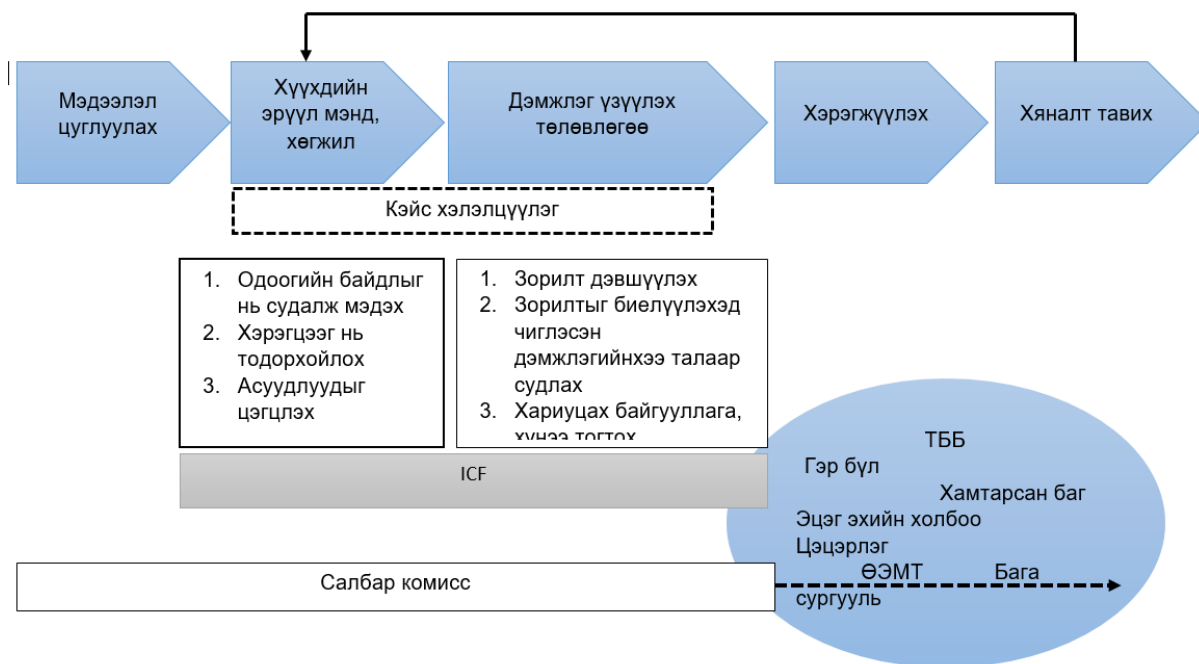 Мэдээлэл
цуглуулах
Хүүхдийн
эрүүл мэнд,
хөгжил
Дэмжлэг үзүүлэх
төлөвлөгөө
Хэрэгжүүлэх
Хяналт тавих
Кэйс хэлэлцүүлэг
1. Одоогийн байдлыг
нь судалж мэдэх
2. Хэрэгцээг нь
тодорхойлох
3. Асуудлуудыг
цэгцлэх
1. Зорилт дэвшүүлэх
2. Зорилтыг биелүүлэхэд
чиглэсэн
дэмжлэгийнхээ талаар
судлах
3. Хариуцах байгууллага,
хүнээ тогтох
ICF
ТББ
Гэр бүл
Хамтарсан баг
Эцэг эхийн холбоо
Цэцэрлэг
ӨЭМТ Бага
сургууль
Салбар комисс